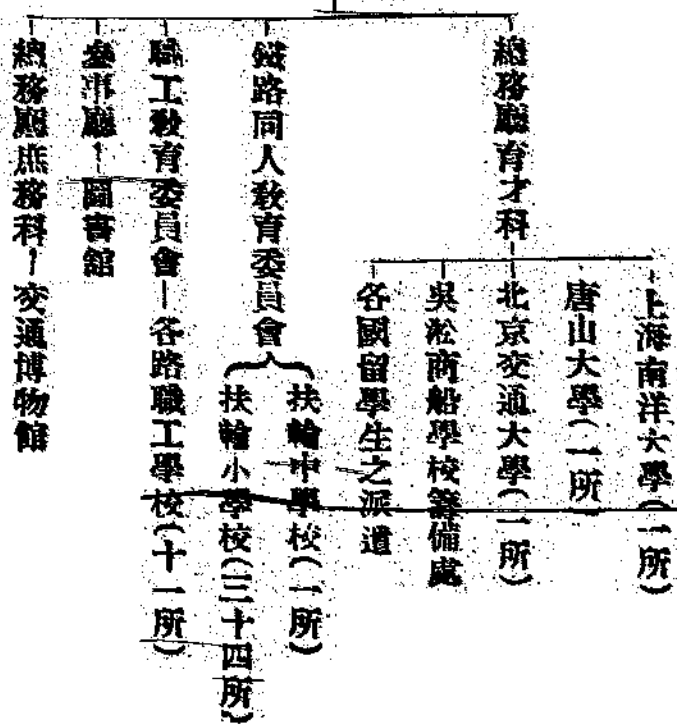 總務廳育才科
上海南洋大學(一所)
唐山大學(一所)
北京交通大學(一所)
吳淞商船學校籌備處
各國留學生之派遣
鐵路同人敎育委員會
扶輪中學校(一所)
扶輪小學校(三十四所)
職工敎育委員會
各路職工學校(十一所)
參事廳
圖書館
總務廳庶務科
交通博物館